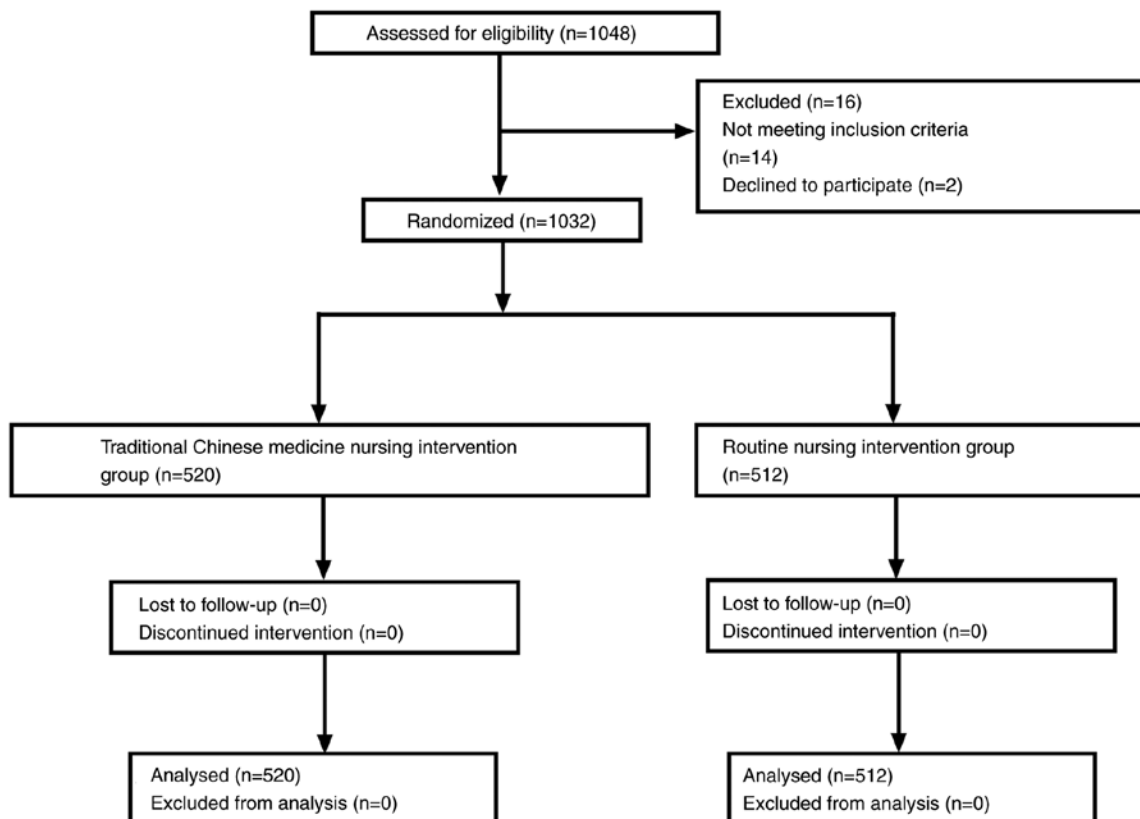 Assessed for eligibility (n=1048)
Excluded (n=16)
Not meeting inclusion criteria
(n=14)
Declined to participate (n=2)
Randomized (n=1032)
Traditional Chinese medicine nursing intervention
group (n=520)
Routine nursing intervention group
(n=512)
Lost to follow-up (n=0)
Discontinued intervention (n=0)
Lost to follow-up (n=0)
Discontinued intervention (n=0)
Analysed (n=520)
Excluded from analysis (n=0)
Analysed (n=512)
Excluded from analysis (n=0)